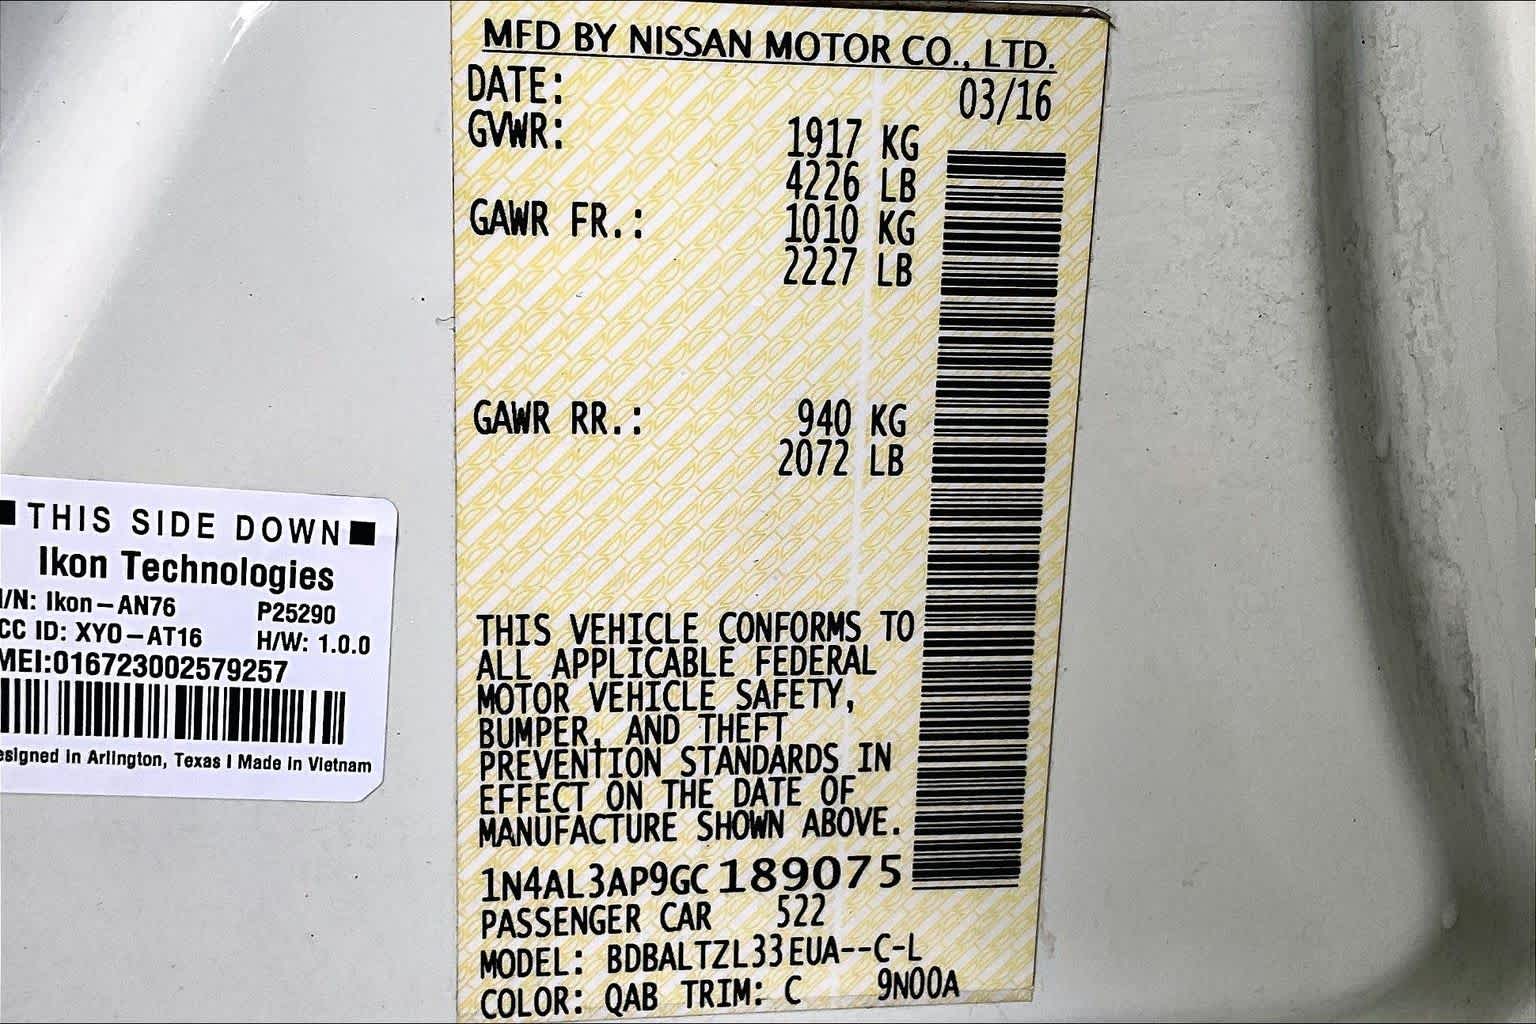 MFD BY NISSAN MOTOR CO., LTD.
DATE: 03/16
GVWR: 1917 KG
4226 LB
GAWR FR.: 1010 KG
2227 LB
GAWR RR.: 940 KG
2072 LB
THIS VEHICLE CONFORMS TO
ALL APPLICABLE FEDERAL
MOTOR VEHICLE SAFETY,
BUMPER, AND THEFT
PREVENTION STANDARDS IN
EFFECT ON THE DATE OF
MANUFACTURE SHOWN ABOVE.
1N4AL3AP9GC189075
PASSENGER CAR 522
MODEL: BDBALTZL33EUA--C-L
COLOR: QAB TRIM: C 9N00A
THIS SIDE DOWN
Ikon Technologies
/N: Ikon-AN76 P25290
CC ID: XYO-AT16 H/W: 1.0.0
MEI:016723002579257
esigned in Arlington, Texas | Made in Vietnam